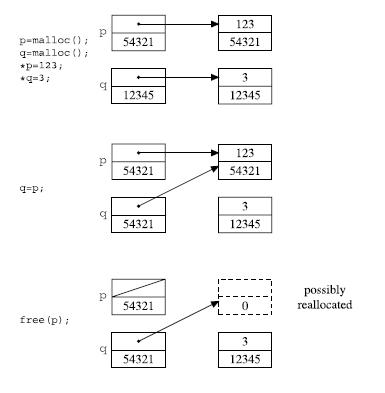 p=malloc();
q=malloc();
*p=123;
*q=3;
p
54321
123
54321
q
12345
3
12345
q=p;
p
54321
123
54321
q
54321
3
12345
free(p);
p
54321
0
possibly
reallocated
q
54321
3
12345